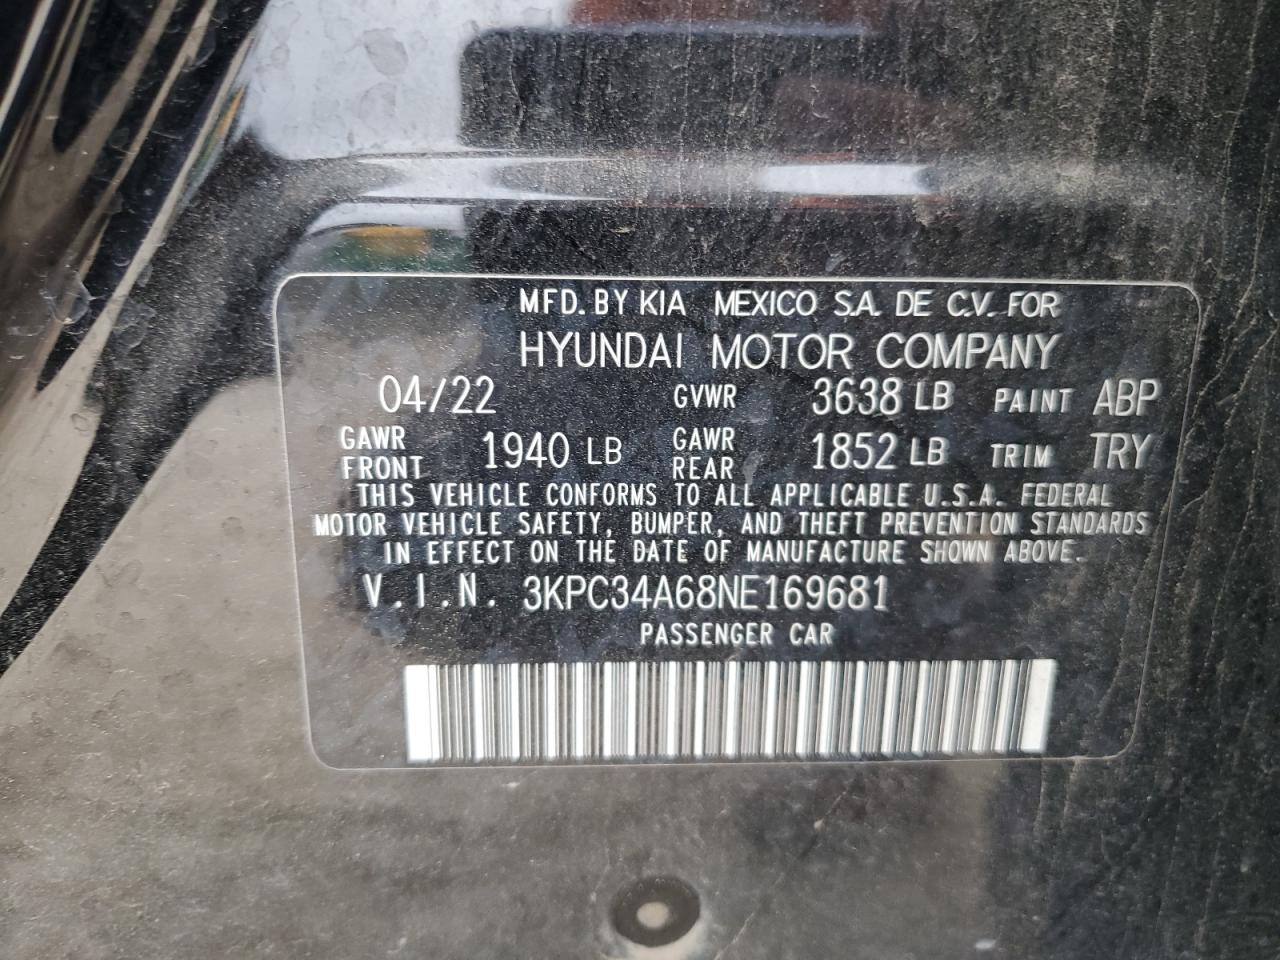 MFD. BY KIA MEXICO S.A. DE C.V. FOR
HYUNDAI MOTOR COMPANY
04/22 GVWR 3638 LB PAINT ABP
GAWR FRONT 1940 LB GAWR REAR 1852 LB TRIM TRY
THIS VEHICLE CONFORMS TO ALL APPLICABLE U.S.A. FEDERAL
MOTOR VEHICLE SAFETY, BUMPER, AND THEFT PREVENTION STANDARDS
IN EFFECT ON THE DATE OF MANUFACTURE SHOWN ABOVE.
V.I.N. 3KPC34A68NE169681
PASSENGER CAR